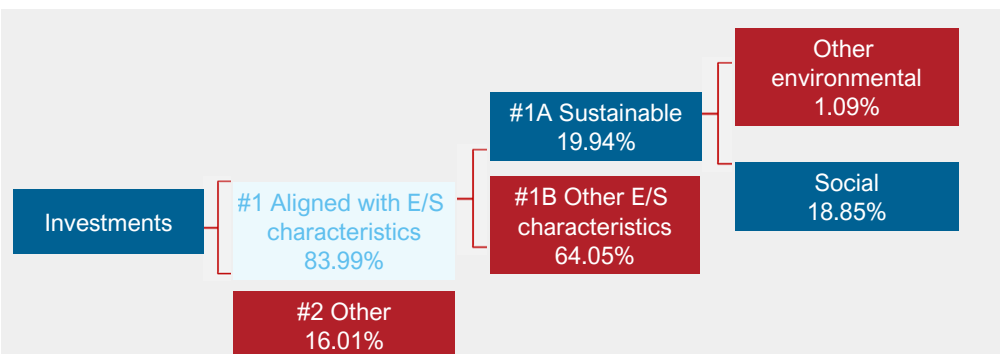 Investments
#1 Aligned with E/S
characteristics
83.99%
#2 Other
16.01%
#1A Sustainable
19.94%
#1B Other E/S
characteristics
64.05%
Other
environmental
1.09%
Social
18.85%